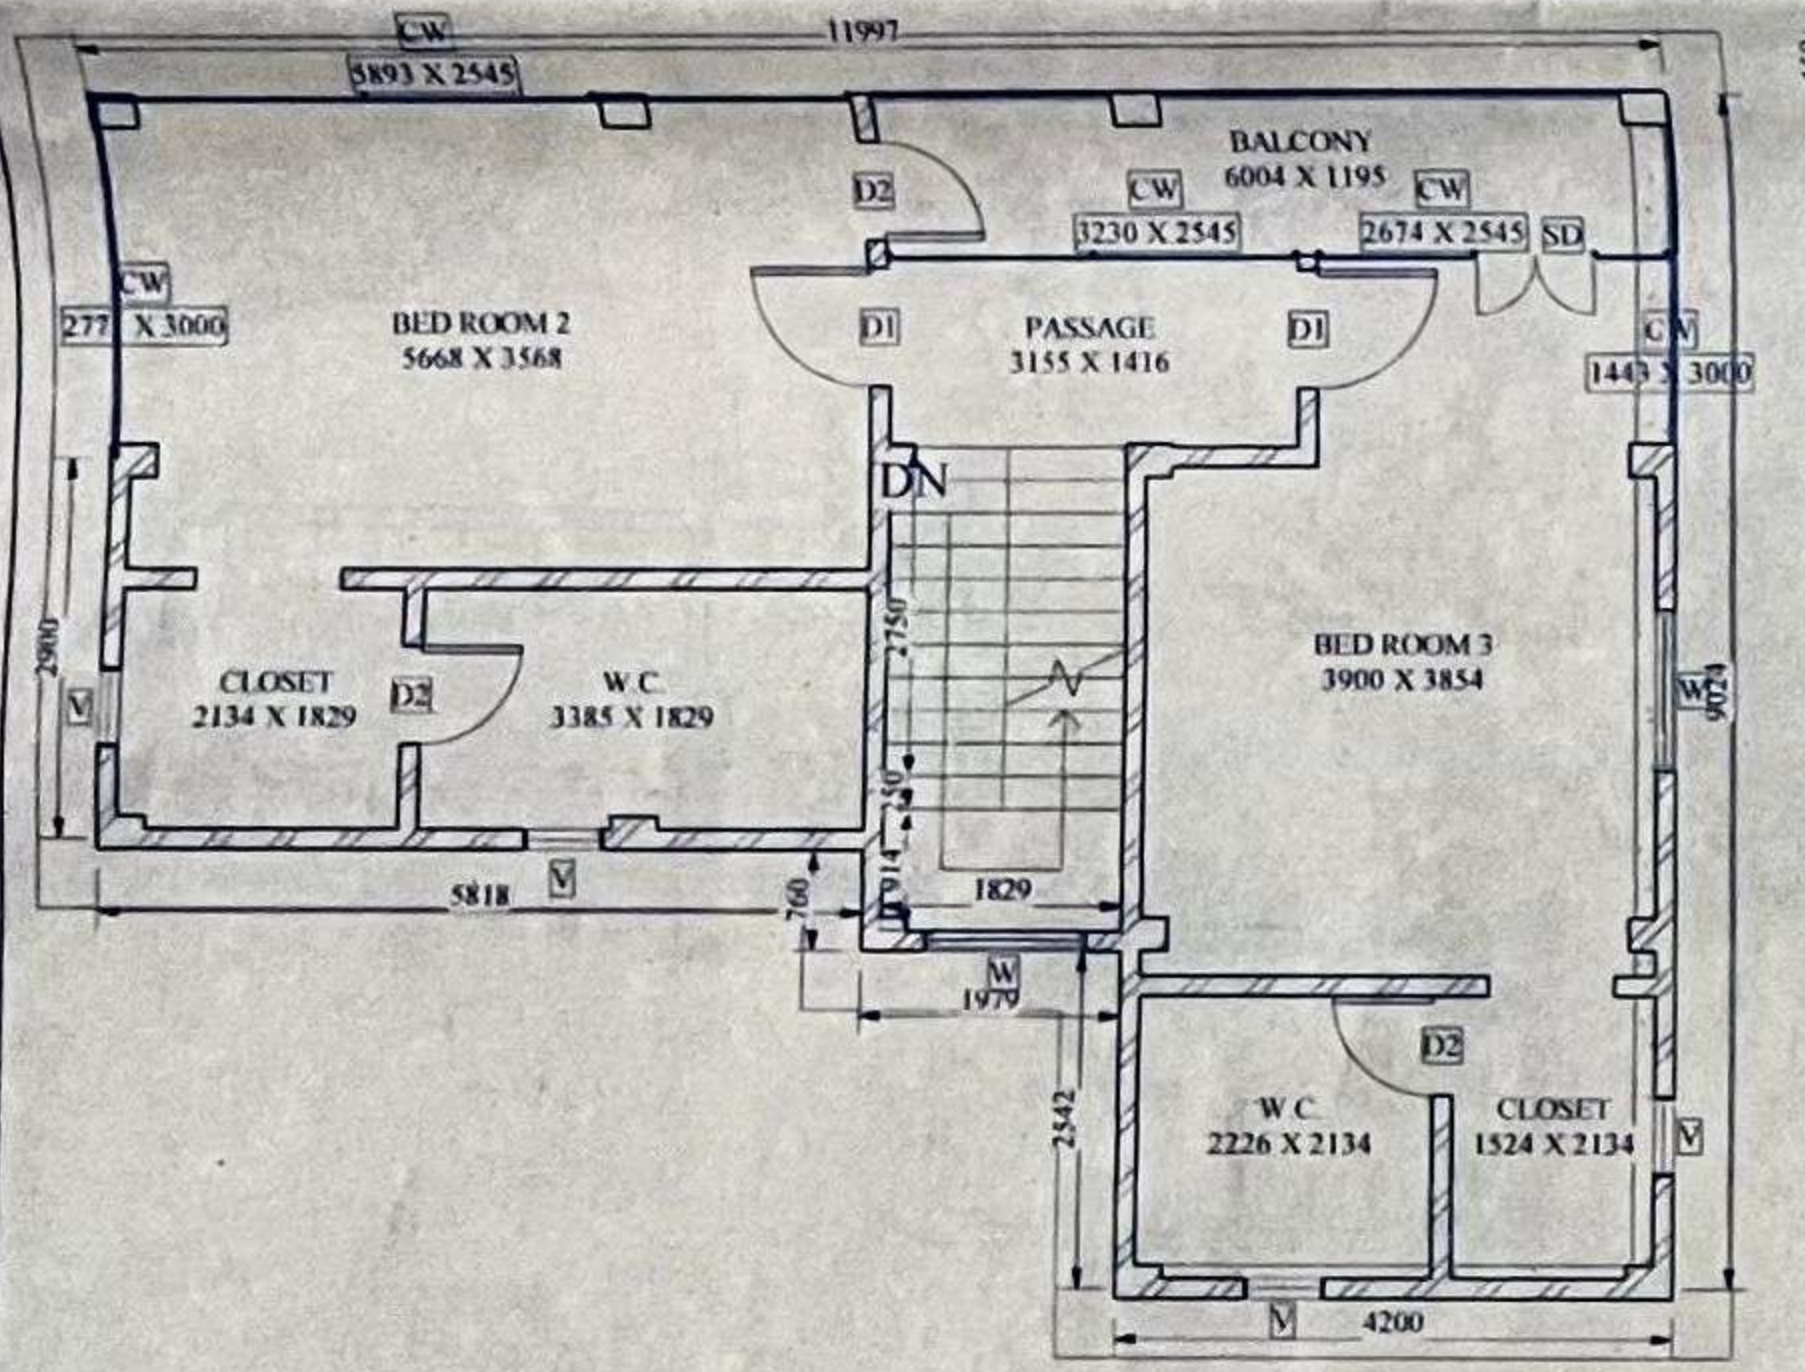 CW
11997
5893 X 2545
BALCONY
6004 X 1195
D2
CW
CW
3230 X 2545
2674 X 2545
SD
CW
277 X 3000
BED ROOM 2
5668 X 3568
D1
PASSAGE
3155 X 1416
D1
CW
1443 X 3000
DN
2900
2750
BED ROOM 3
3900 X 3854
W
9024
CLOSET
2134 X 1829
D2
W C
3385 X 1829
V
250
914
1829
V
5818
760
W
1979
2542
D2
W C
2226 X 2134
CLOSET
1524 X 2134
V
V
4200